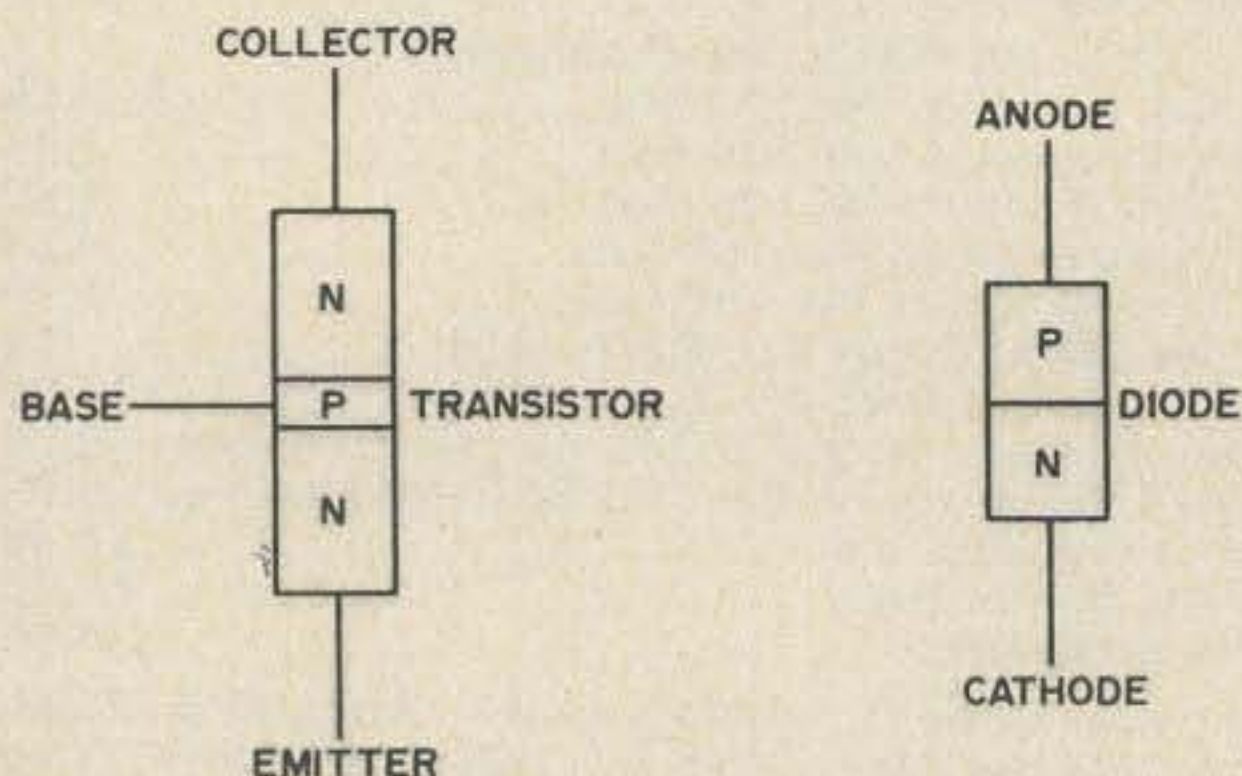 COLLECTOR
N
BASE
P
TRANSISTOR
N
EMITTER
ANODE
P
DIODE
N
CATHODE